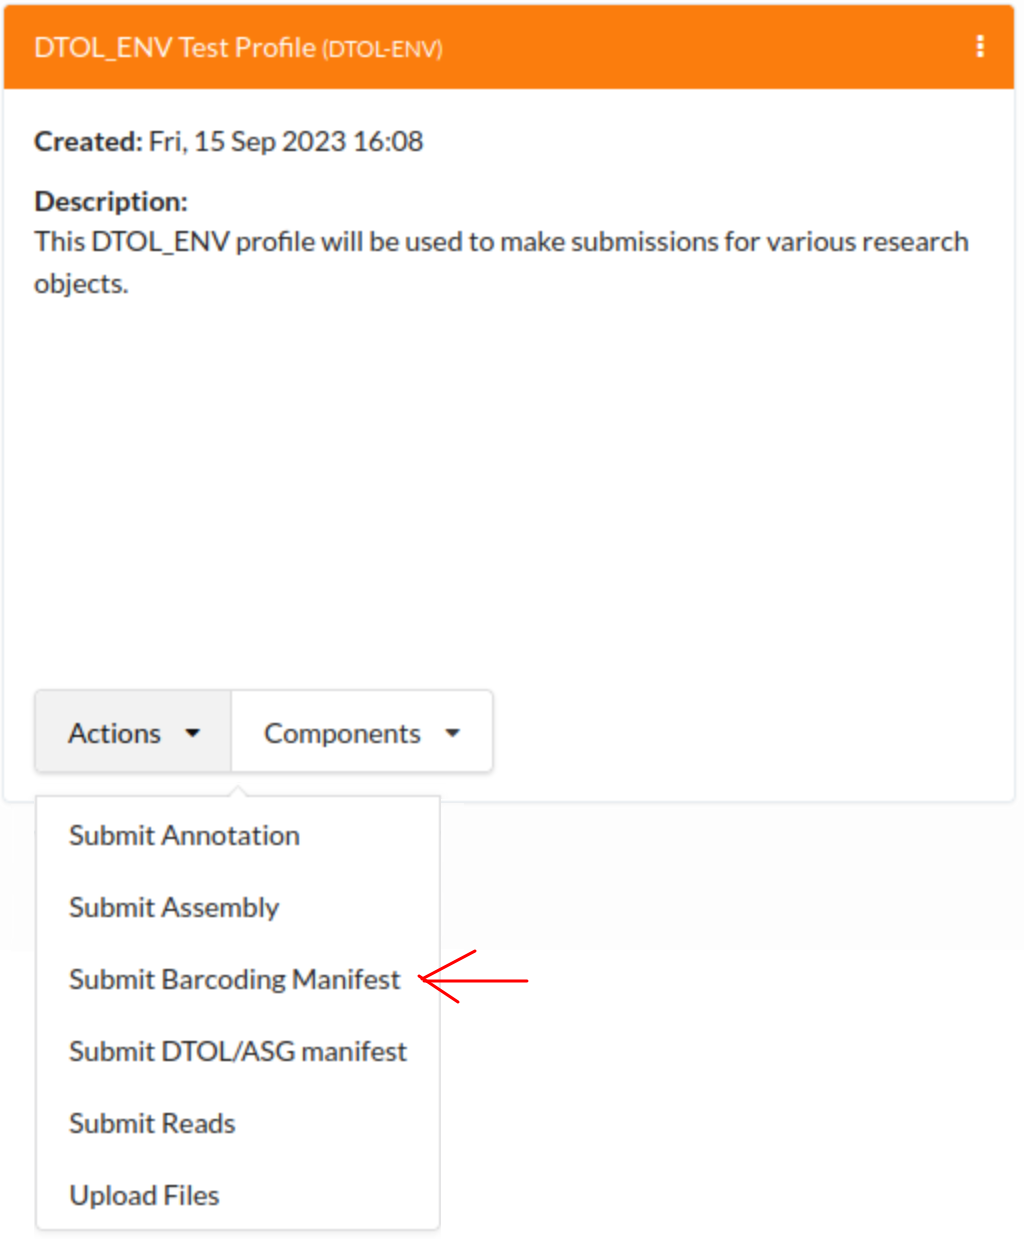 DTOL_ENV Test Profile (DTOL-ENV)
Created: Fri, 15 Sep 2023 16:08
Description:
This DTOL_ENV profile will be used to make submissions for various research
objects.
Actions
Components
Submit Annotation
Submit Assembly
Submit Barcoding Manifest
Submit DTOL/ASG manifest
Submit Reads
Upload Files